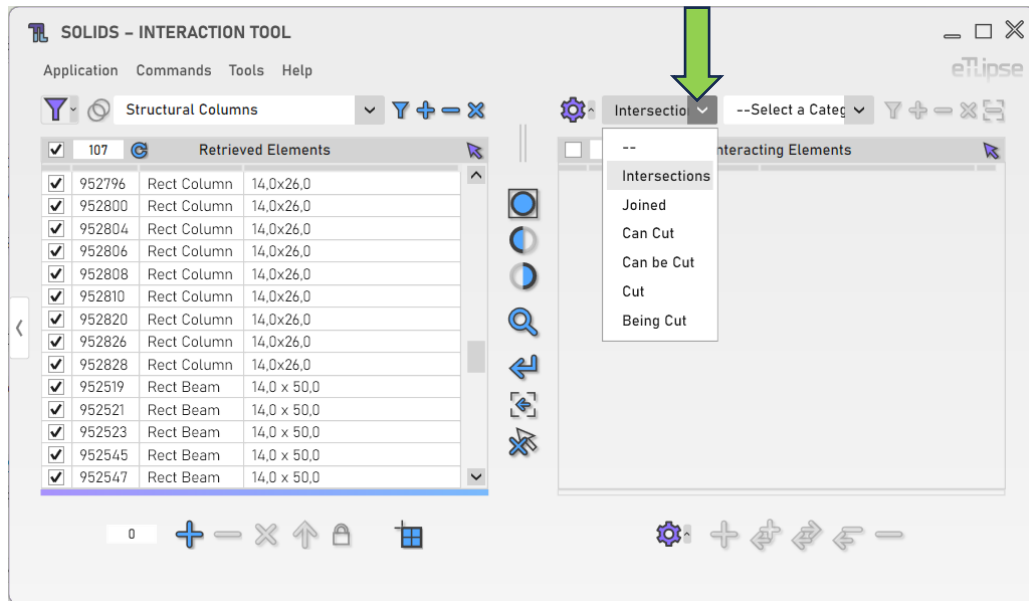 SOLIDS – INTERACTION TOOL
Application Commands Tools Help
eTLipse
Structural Columns
Intersectio
--Select a Categ
107 Retrieved Elements
nteracting Elements
952796 Rect Column 14,0x26,0
952800 Rect Column 14,0x26,0
952804 Rect Column 14,0x26,0
952806 Rect Column 14,0x26,0
952808 Rect Column 14,0x26,0
952810 Rect Column 14,0x26,0
952820 Rect Column 14,0x26,0
952826 Rect Column 14,0x26,0
952828 Rect Column 14,0x26,0
952519 Rect Beam 14,0 x 50,0
952521 Rect Beam 14,0 x 50,0
952523 Rect Beam 14,0 x 50,0
952545 Rect Beam 14,0 x 50,0
952547 Rect Beam 14,0 x 50,0
--
Intersections
Joined
Can Cut
Can be Cut
Cut
Being Cut
0